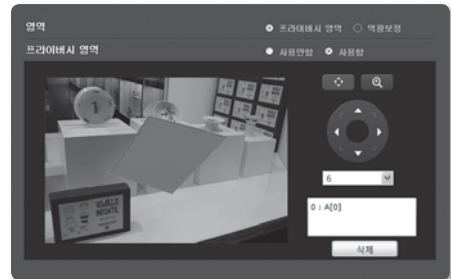 영역
프라이버시 영역 역광보정
프라이버시 영역
사용안함 사용함
6
0 : A[0]
삭제